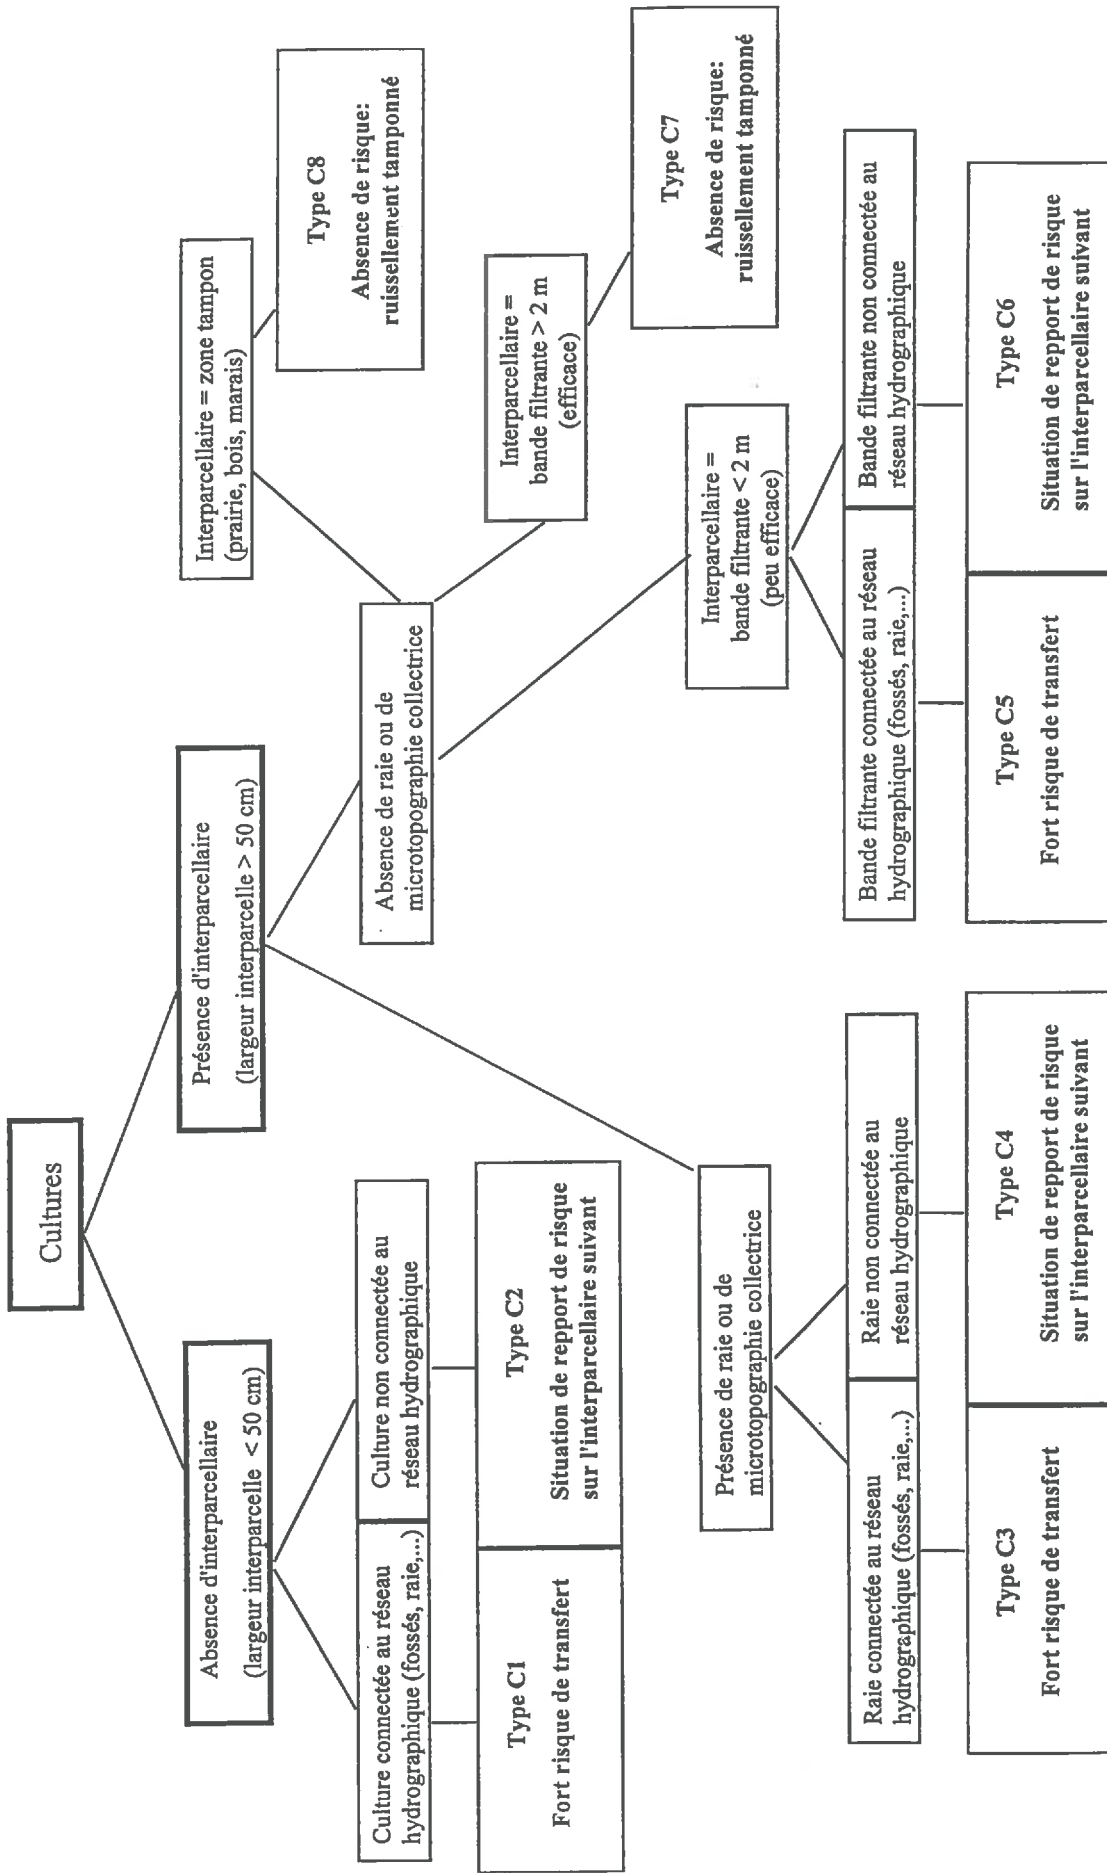 Cultures
Absence d'interparcellaire
(largeur interparcelle < 50 cm)
Présence d'interparcellaire
(largeur interparcelle > 50 cm)
Culture connectée au réseau
hydrographique (fossés, raie,...)
Culture non connectée au
réseau hydrographique
Type C1
Fort risque de transfert
Type C2
Situation de repport de risque
sur l'interparcellaire suivant
Absence de raie ou de
microtopographie collectrice
Interparcellaire = zone tampon
(prairie, bois, marais)
Type C8
Absence de risque:
ruissellement tamponné
Interparcellaire =
bande filtrante > 2 m
(efficace)
Type C7
Absence de risque:
ruissellement tamponné
Présence de raie ou de
microtopographie collectrice
Interparcellaire =
bande filtrante < 2 m
(peu efficace)
Raie connectée au réseau
hydrographique (fossés, raie,...)
Raie non connectée au
réseau hydrographique
Bande filtrante connectée au réseau
hydrographique (fossés, raie,...)
Bande filtrante non connectée au
réseau hydrographique
Type C3
Fort risque de transfert
Type C4
Situation de repport de risque
sur l'interparcellaire suivant
Type C5
Fort risque de transfert
Type C6
Situation de repport de risque
sur l'interparcellaire suivant